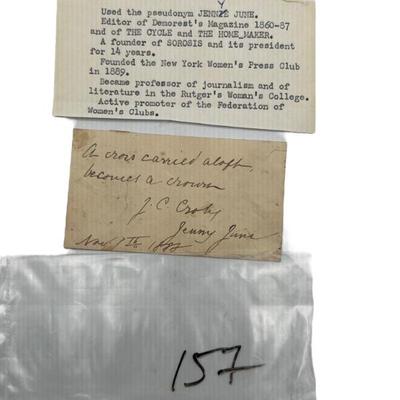 Used the pseudonym JENNIE JUNE.
Y
Editor of Demorest's Magazine 1860-87
and of THE CYCLE and THE HOME MAKER.
A founder of SOROSIS and its president
for 14 years.
Founded the New York Women's Press Club
in 1889.
Became professor of journalism and of
literature in the Rutger's Woman's College.
Active promoter of the Federation of
Women's Clubs.
A cross carried aloft,
becomes a crown
J. C. Croly
Jenny June
Nov
157